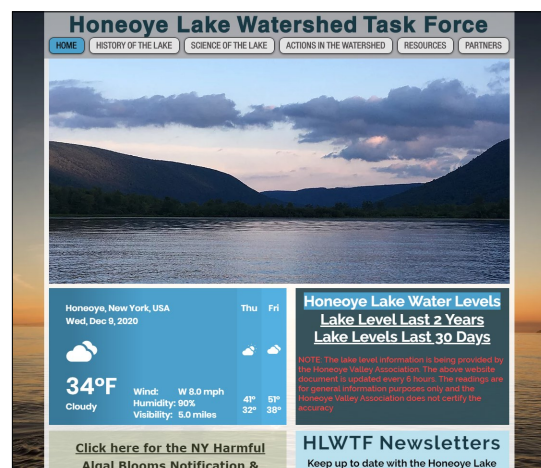 Honeoye Lake Watershed Task Force
HOME
HISTORY OF THE LAKE
SCIENCE OF THE LAKE
ACTIONS IN THE WATERSHED
RESOURCES
PARTNERS
Honeoye, New York, USA
Wed, Dec 9, 2020
34°F
Cloudy
Wind: W 8.0 mph
Humidity: 90%
Visibility: 5.0 miles
Thu
41°
32°
Fri
51°
38°
Honeoye Lake Water Levels
Lake Level Last 2 Years
Lake Levels Last 30 Days
NOTE: The lake level information is being provided by
the Honeoye Valley Association. The above website
document is updated every 6 hours. The readings are
for general information purposes only and the
Honeoye Valley Association does not certify the
accuracy
Click here for the NY Harmful
Algal Blooms Notification &
HLWTF Newsletters
Keep up to date with the Honeoye Lake